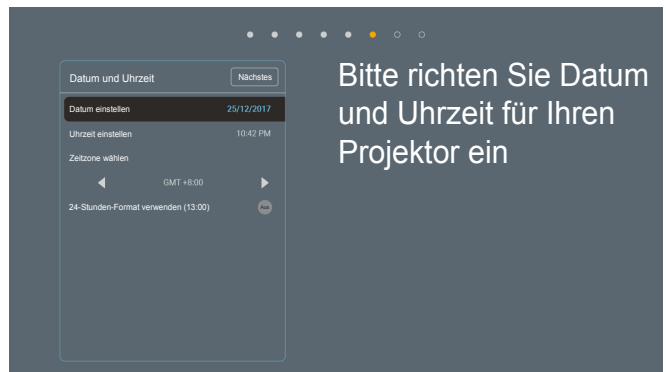 Datum und Uhrzeit
Nächstes
Datum einstellen
25/12/2017
Uhrzeit einstellen
10:42 PM
Zeitzone wählen
GMT +8:00
24-Stunden-Format verwenden (13:00)
Aus
Bitte richten Sie Datum
und Uhrzeit für Ihren
Projektor ein